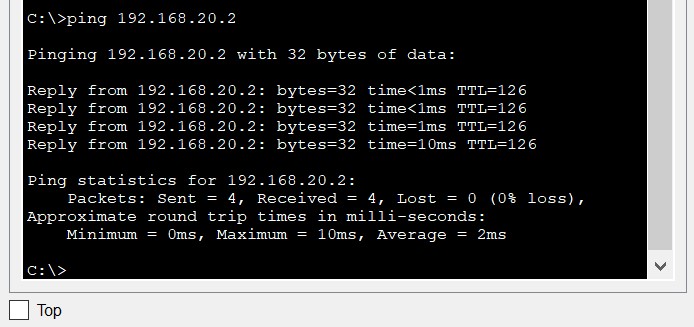 C:\>ping 192.168.20.2
Pinging 192.168.20.2 with 32 bytes of data:
Reply from 192.168.20.2: bytes=32 time<1ms TTL=126
Reply from 192.168.20.2: bytes=32 time<1ms TTL=126
Reply from 192.168.20.2: bytes=32 time=1ms TTL=126
Reply from 192.168.20.2: bytes=32 time=10ms TTL=126
Ping statistics for 192.168.20.2:
Packets: Sent = 4, Received = 4, Lost = 0 (0% loss),
Approximate round trip times in milli-seconds:
Minimum = 0ms, Maximum = 10ms, Average = 2ms
C:\>
Top